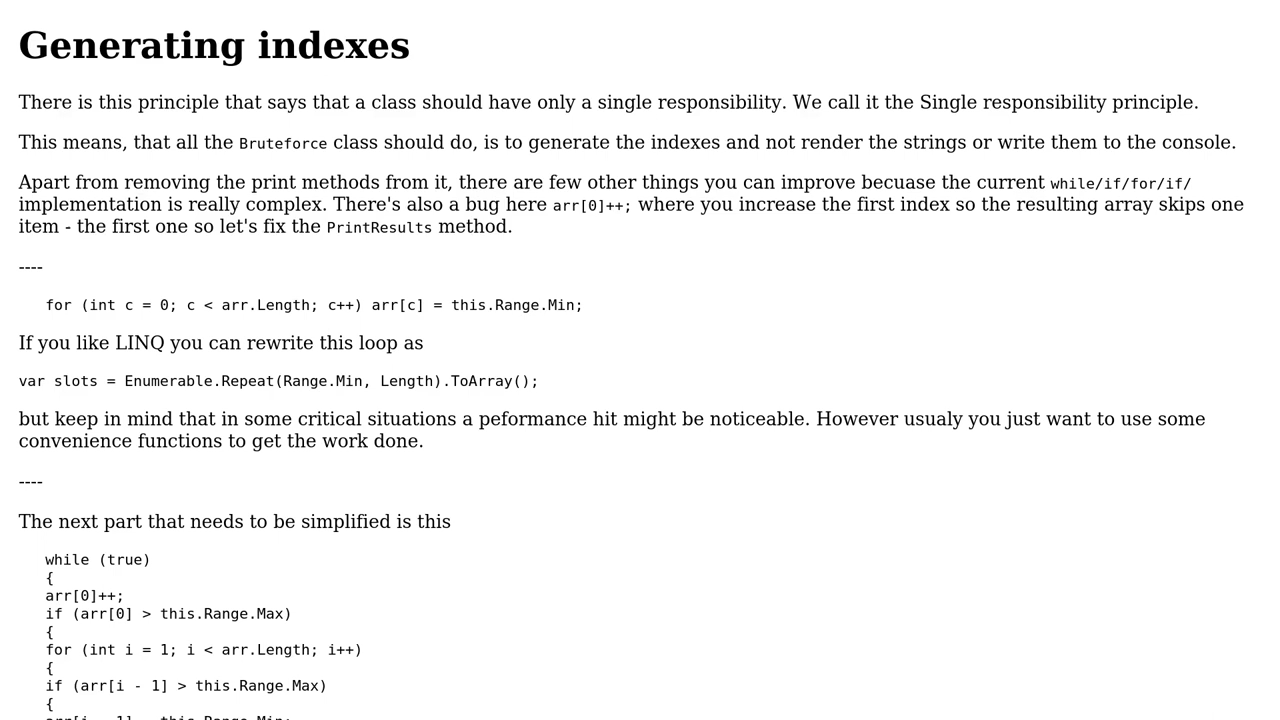 Generating indexes
There is this principle that says that a class should have only a single responsibility. We call it the Single responsibility principle.
This means, that all the Bruteforce class should do, is to generate the indexes and not render the strings or write them to the console.
Apart from removing the print methods from it, there are few other things you can improve becuase the current while/if/for/if/
implementation is really complex. There's also a bug here arr[0]++; where you increase the first index so the resulting array skips one
item - the first one so let's fix the PrintResults method.
----
for (int c = 0; c < arr.Length; c++) arr[c] = this.Range.Min;
If you like LINQ you can rewrite this loop as
var slots = Enumerable.Repeat(Range.Min, Length).ToArray();
but keep in mind that in some critical situations a peformance hit might be noticeable. However usualy you just want to use some
convenience functions to get the work done.
----
The next part that needs to be simplified is this
while (true)
{
arr[0]++;
if (arr[0] > this.Range.Max)
{
for (int i = 1; i < arr.Length; i++)
{
if (arr[i - 1] > this.Range.Max)
{